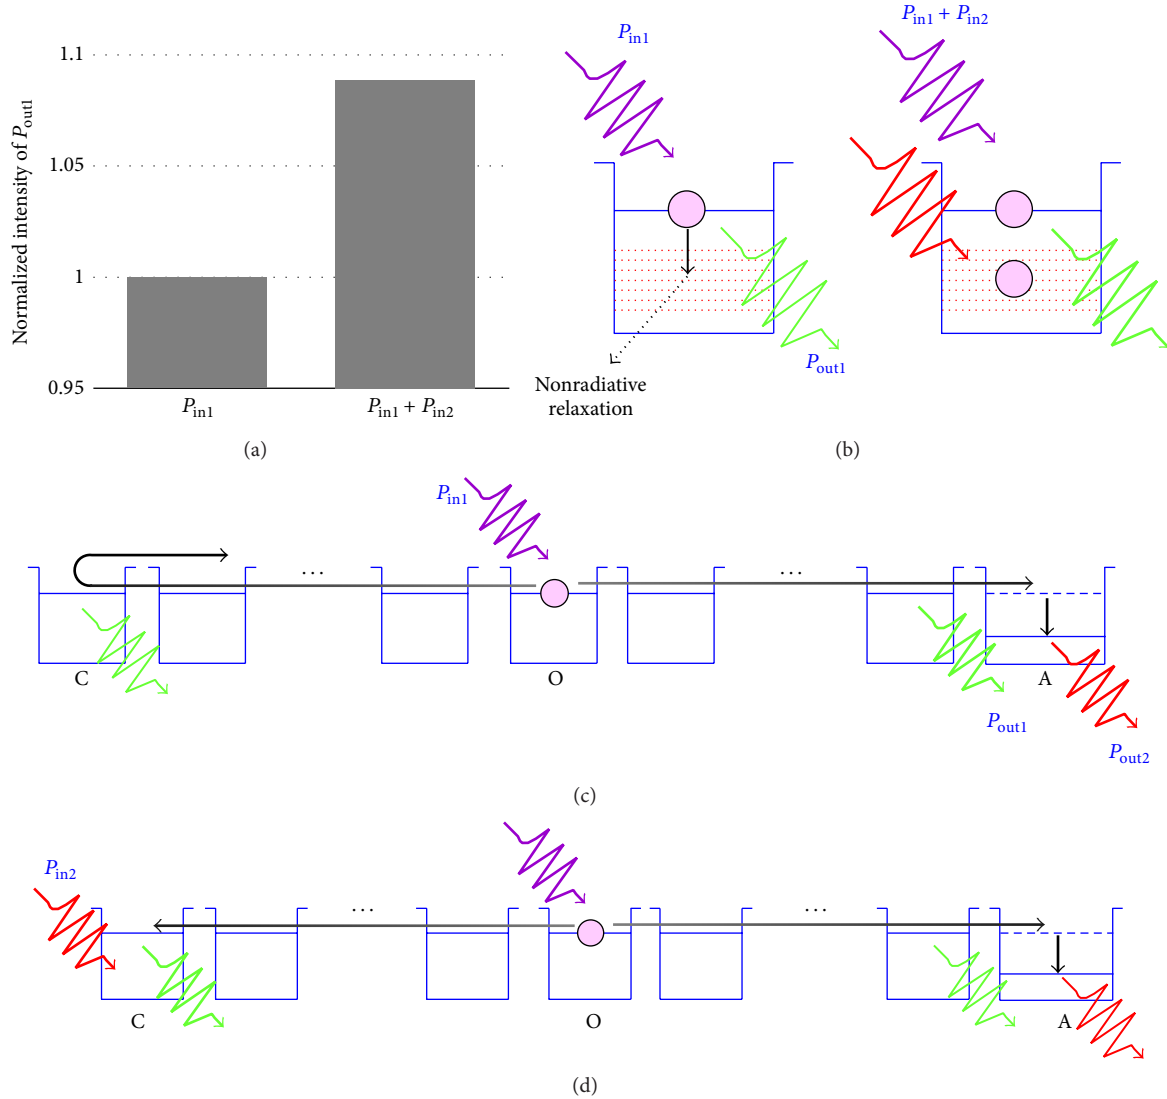 1.1
1.05
1
0.95
Normalized intensity of Pout1
Pin1
Pin1 + Pin2
(a)
Pin1
Pin1 + Pin2
Pout1
Nonradiative
relaxation
(b)
Pin1
...
...
C
O
A
Pout1
Pout2
(c)
Pin2
...
...
C
O
A
(d)